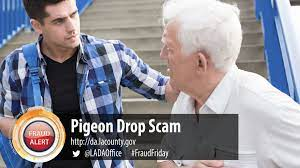 FRAUD
ALERT
Pigeon Drop Scam
http://da.lacounty.gov
@LADAOffice #FraudFriday